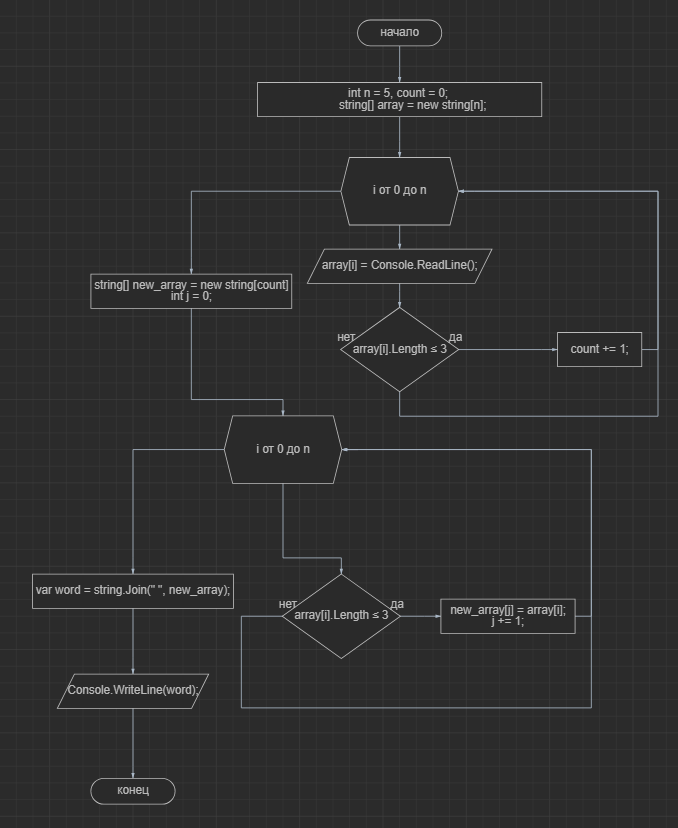 начало
int n = 5, count = 0;
string[] array = new string[n];
i от 0 до n
array[i] = Console.ReadLine();
string[] new_array = new string[count]
int j = 0;
нет
да
array[i].Length ≤ 3
count += 1;
i от 0 до n
var word = string.Join(" ", new_array);
нет
да
array[i].Length ≤ 3
new_array[j] = array[i];
j += 1;
Console.WriteLine(word);
конец